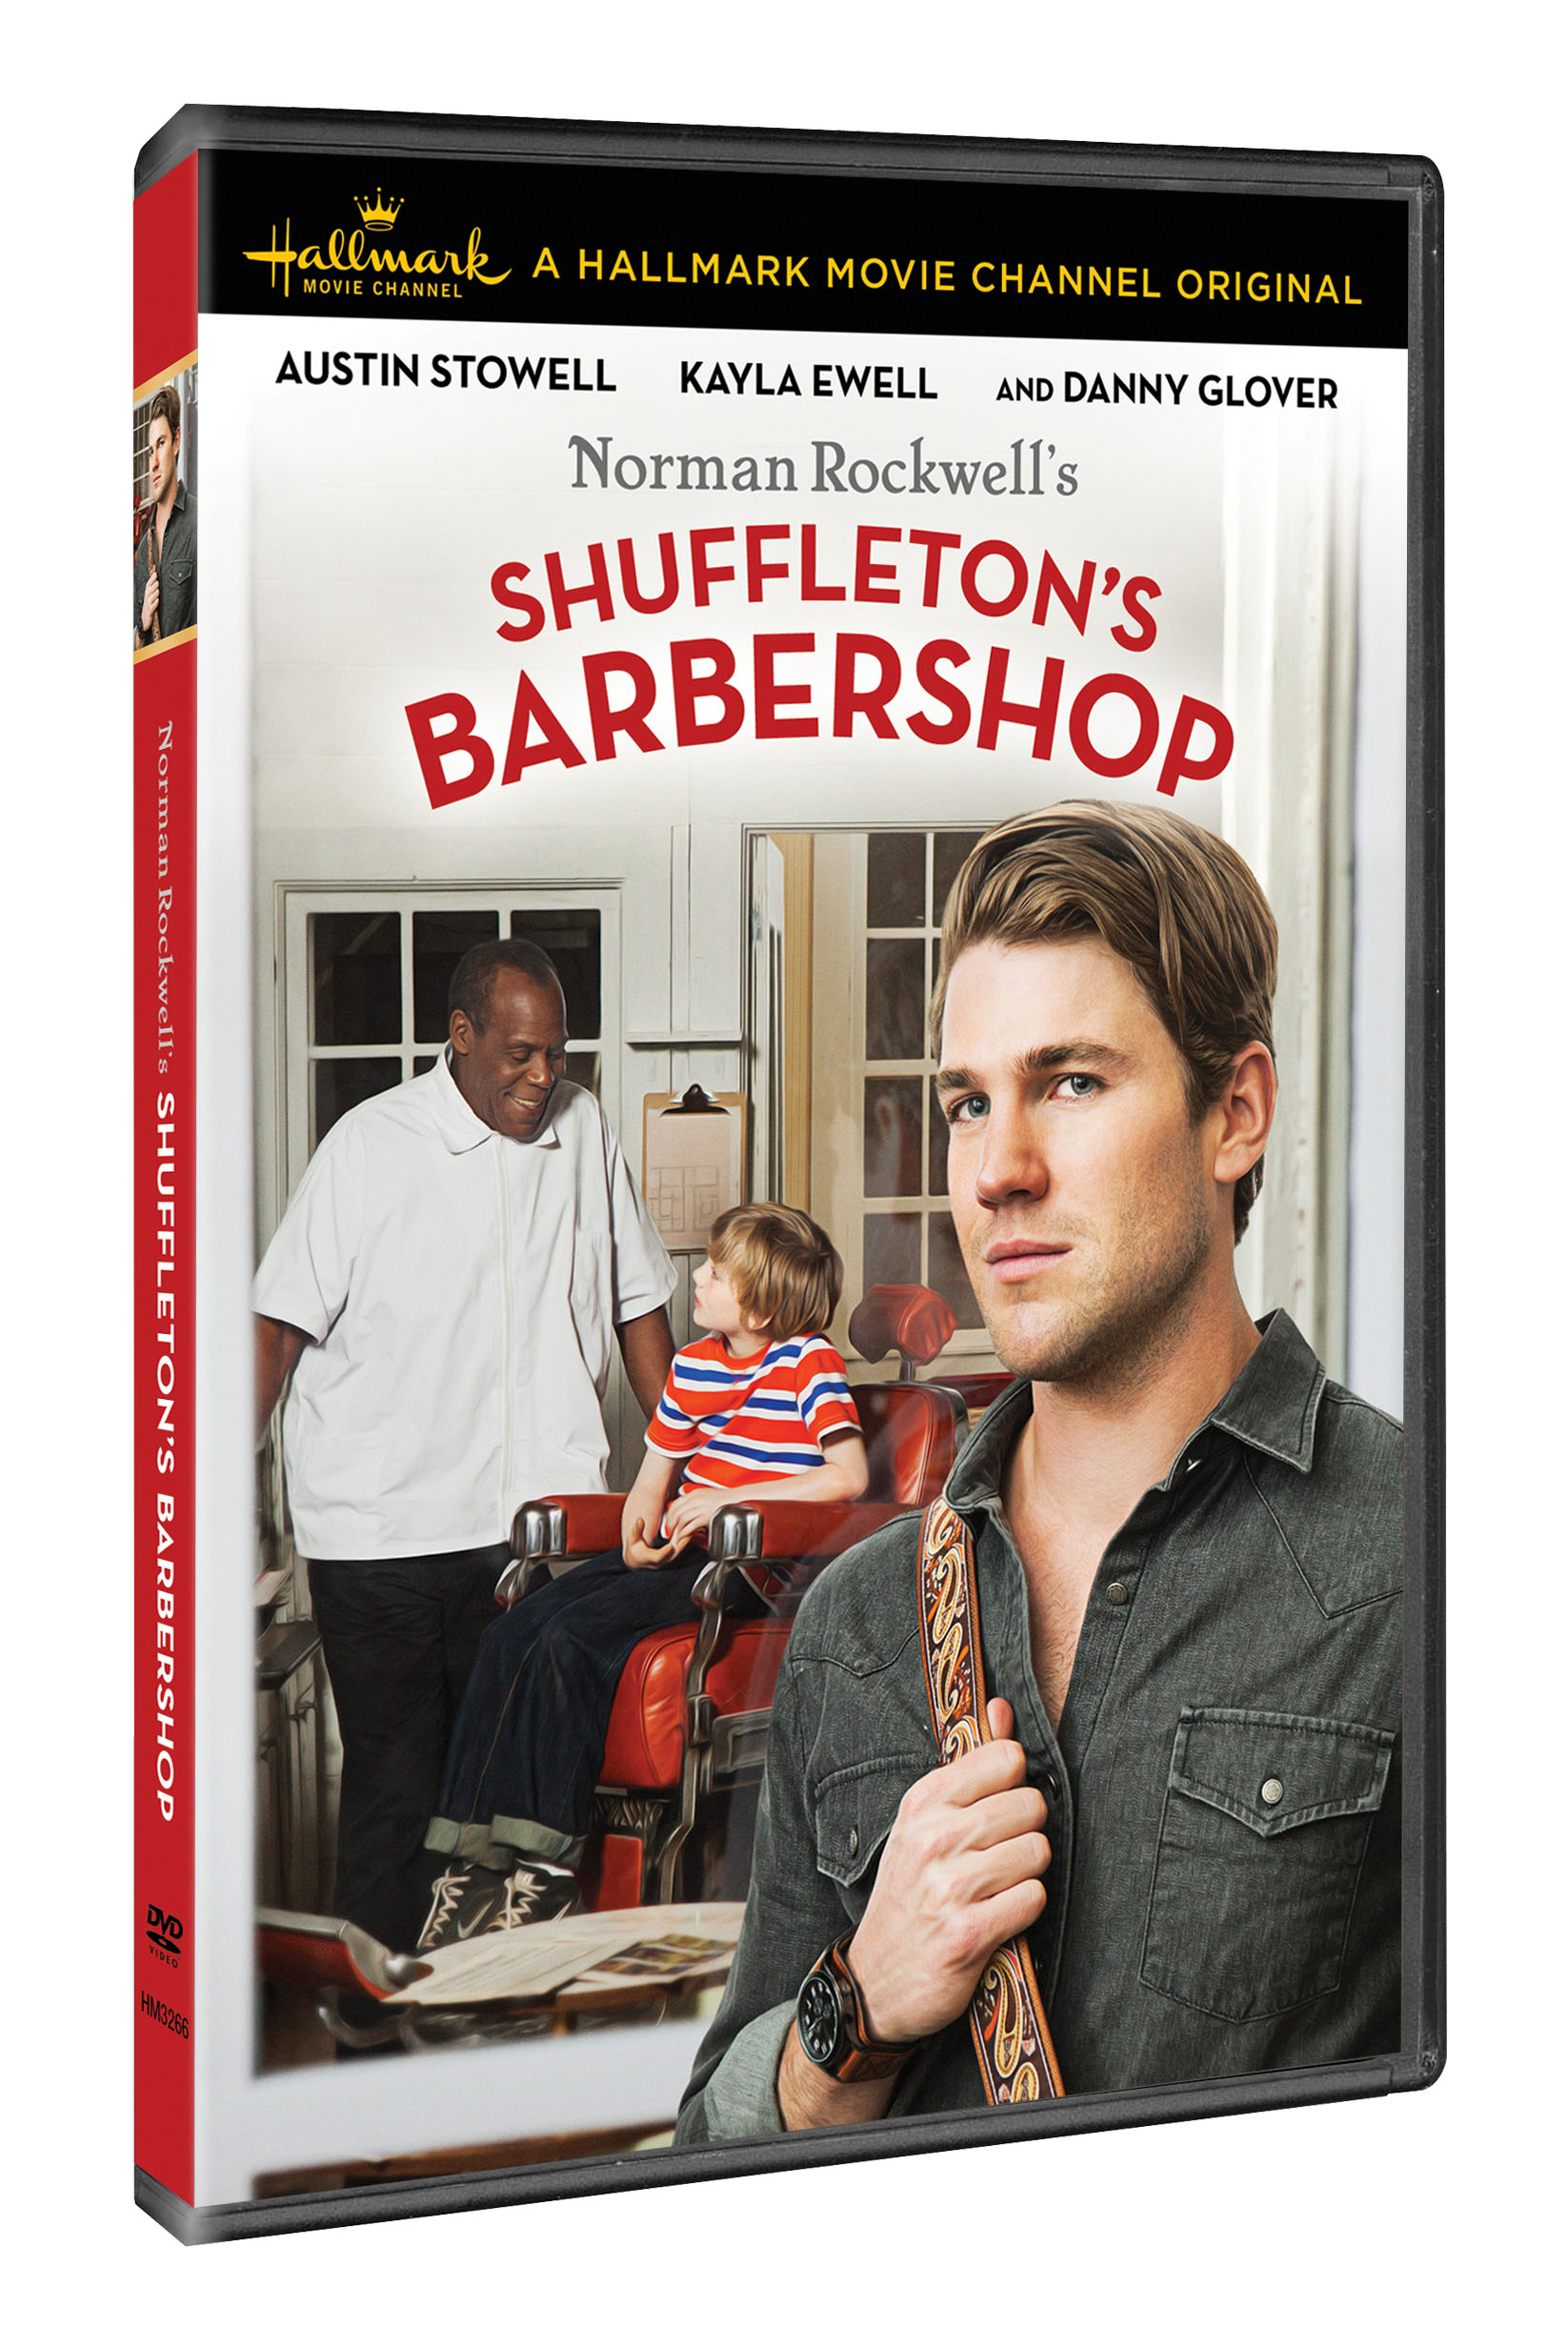 Hallmark
MOVIE CHANNEL
A HALLMARK MOVIE CHANNEL ORIGINAL
AUSTIN STOWELL KAYLA EWELL AND DANNY GLOVER
Norman Rockwell's
SHUFFLETON'S
BARBERSHOP
Norman Rockwell's SHUFFLETON'S BARBERSHOP
DVD
VIDEO
HM3266